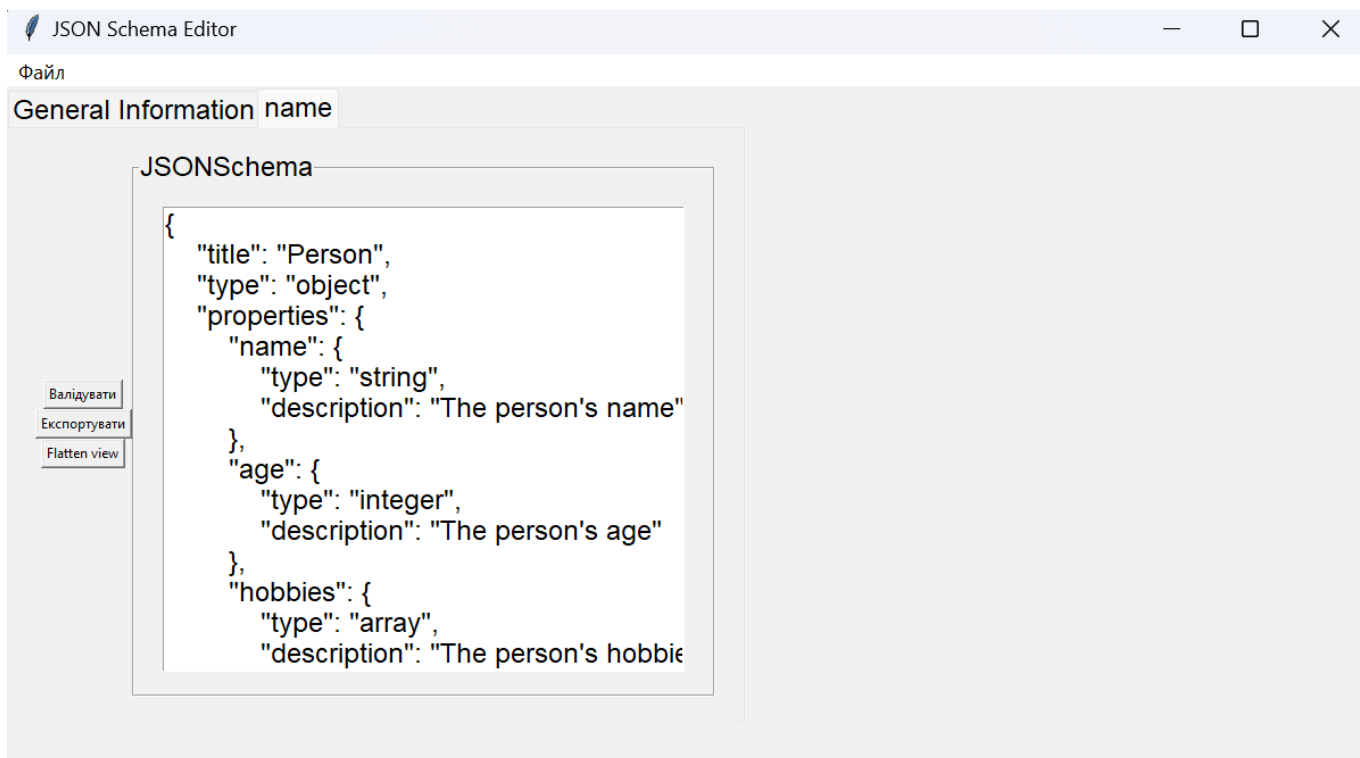 JSON Schema Editor
Файл
General Information name
JSONSchema
{
"title": "Person",
"type": "object",
"properties": {
"name": {
"type": "string",
"description": "The person's name"
},
"age": {
"type": "integer",
"description": "The person's age"
},
"hobbies": {
"type": "array",
"description": "The person's hobbie
Валідувати
Експортувати
Flatten view